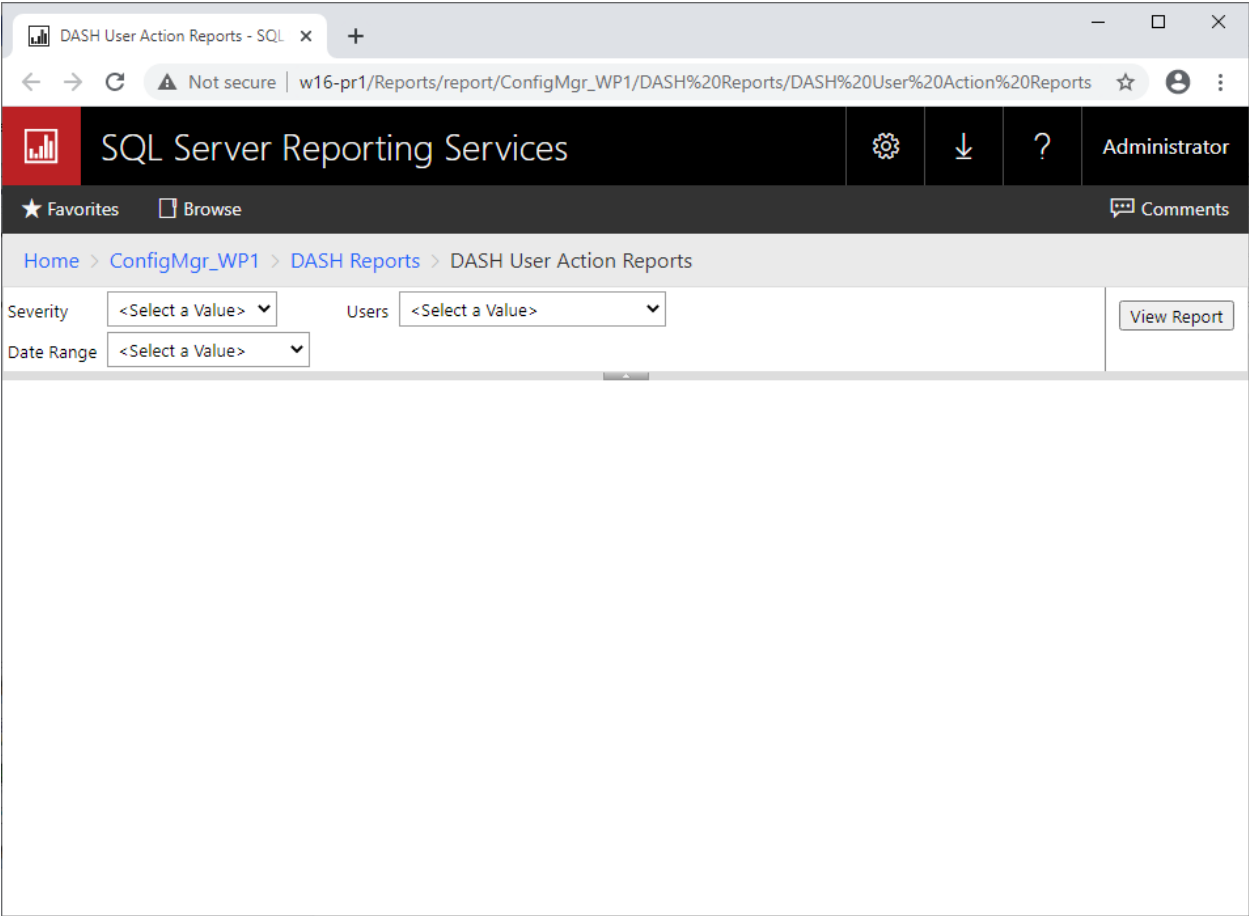 DASH User Action Reports - SQL
Not secure | w16-pr1/Reports/report/ConfigMgr_WP1/DASH%20Reports/DASH%20User%20Action%20Reports
SQL Server Reporting Services
? Administrator
Favorites Browse Comments
Home > ConfigMgr_WP1 > DASH Reports > DASH User Action Reports
Severity <Select a Value> Users <Select a Value> View Report
Date Range <Select a Value>